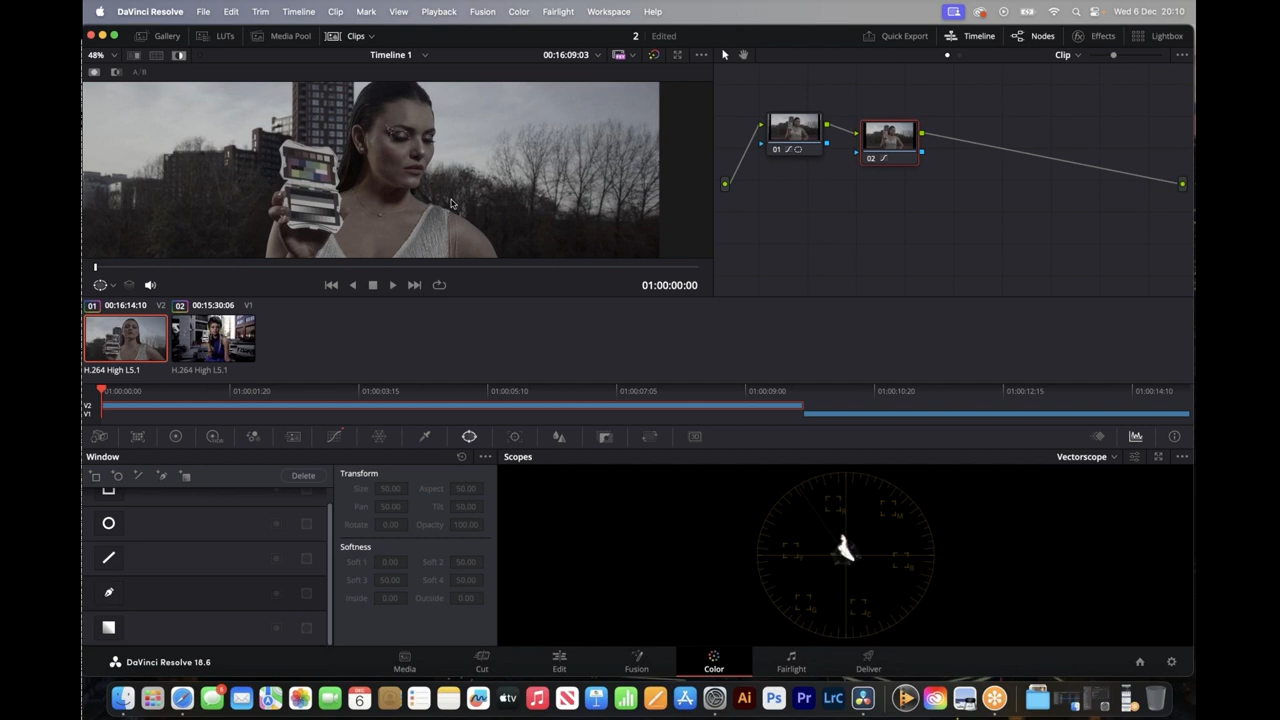 DaVinci Resolve File Edit Trim Timeline Clip Mark View Playback Fusion Color Fairlight Workspace Help Wed 6 Dec 20:10
Gallery LUTs Media Pool Clips 2 Edited Quick Export Timeline Nodes Effects Lightbox
48% Timeline 1 00:16:09:03 Clip
A/B
01
02
01:00:00:00
01 00:16:14:10 V2 02 00:15:30:06 V1
H.264 High L5.1 H.264 High L5.1
01:00:00:00 01:00:01:20 01:00:03:15 01:00:05:10 01:00:07:05 01:00:09:00 01:00:10:20 01:00:12:15 01:00:14:10
V2
V1
Window Scopes Vectorscope
Delete Transform
Size 50.00 Aspect 50.00
Pan 50.00 Tilt 50.00
Rotate 0.00 Opacity 100.00
Softness
Soft 1 0.00 Soft 2 50.00
Soft 3 50.00 Soft 4 50.00
Inside 0.00 Outside 0.00
DaVinci Resolve 18.6 Media Cut Edit Fusion Color Fairlight Deliver
DEC
6
tv
Ai Ps Pr LrC